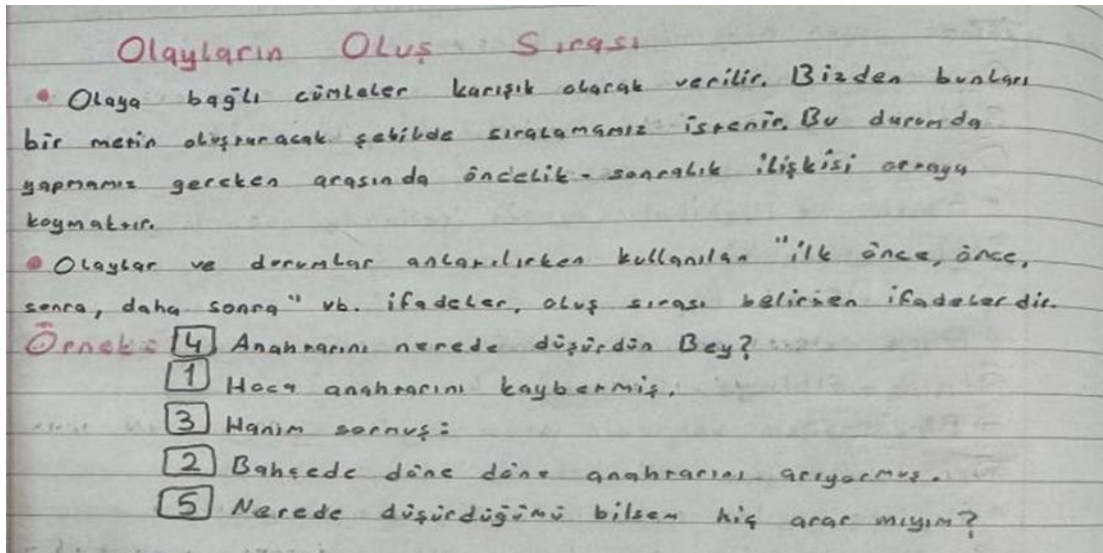 Olayların Oluş Sırası
• Olaya bağlı cümleler karışık olarak verilir. Bizden bunları
bir metin oluşturacak şekilde sıralamamız istenir. Bu durumda
yapmamız gereken arasında öncelik - sonralık ilişkisi ortaya
koymaktır.
• Olaylar ve durumlar anlatılırken kullanılan "ilk önce, önce,
sonra, daha sonra" vb. ifadeler, oluş sırası belirten ifadelerdir.
Örnek: 4 Anahtarını nerede düşürdün Bey?
1 Hoca anahtarını kaybetmiş.
3 Hanım sormuş:
2 Bahçede döne döne anahtarını arıyormuş.
5 Nerede düşürdüğümü bilsem hiç arar mıyım?